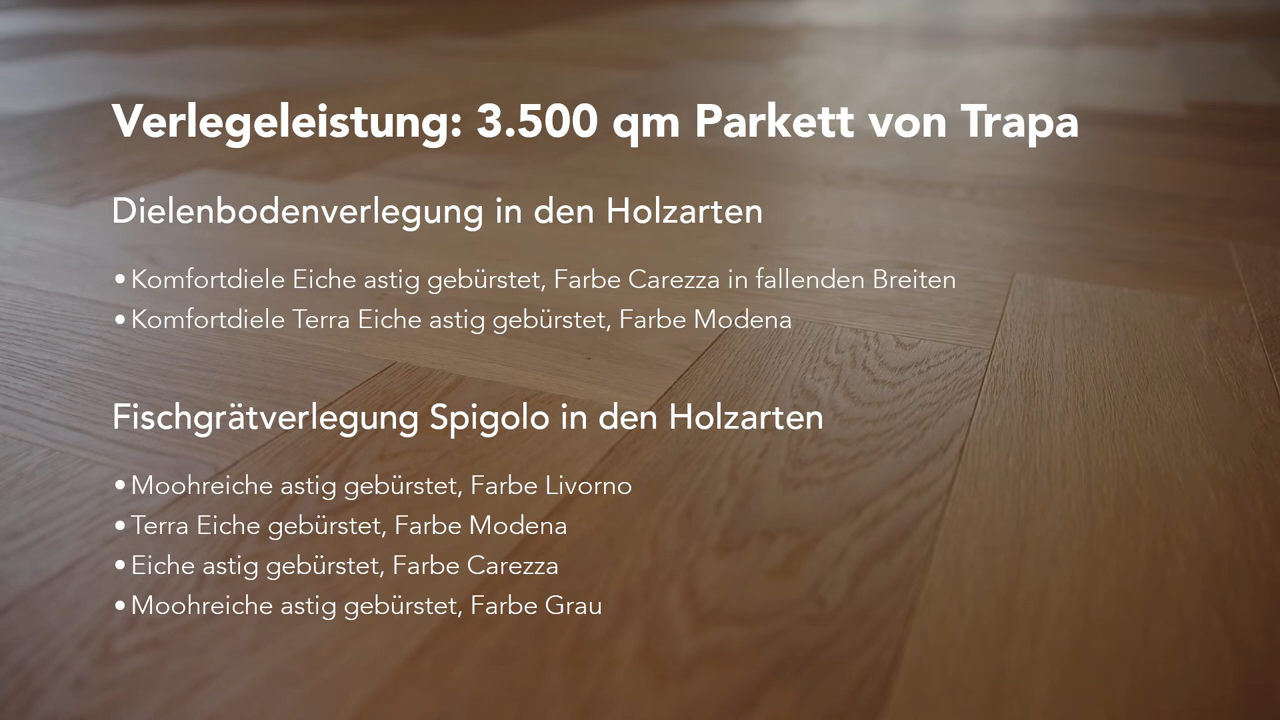 Verlegeleistung: 3.500 qm Parkett von Trapa
Dielenbodenverlegung in den Holzarten
• Komfortdiele Eiche astig gebürstet, Farbe Carezza in fallenden Breiten
• Komfortdiele Terra Eiche astig gebürstet, Farbe Modena
Fischgrätverlegung Spigolo in den Holzarten
• Moohreiche astig gebürstet, Farbe Livorno
• Terra Eiche gebürstet, Farbe Modena
• Eiche astig gebürstet, Farbe Carezza
• Moohreiche astig gebürstet, Farbe Grau